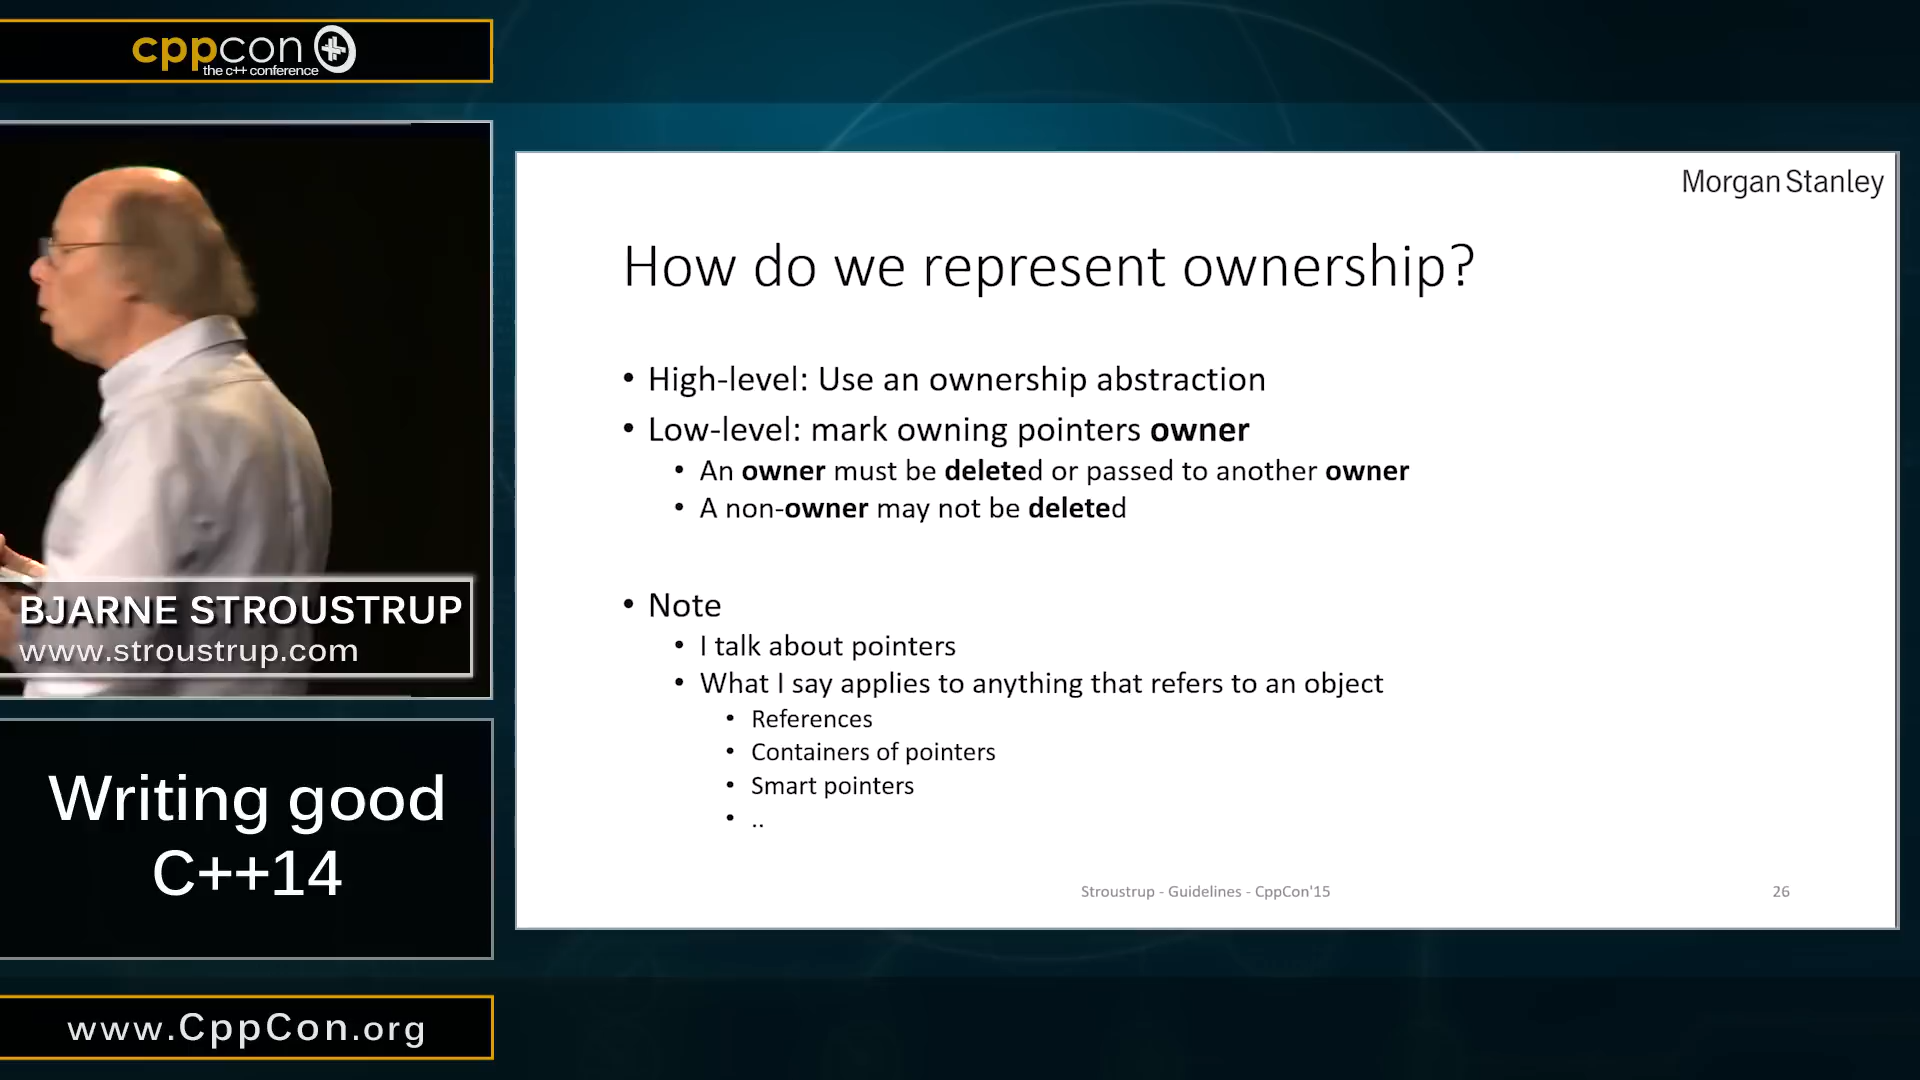 cppcon
the c++ conference
BJARNE STROUSTRUP
www.stroustrup.com
Writing good
C++14
www.CppCon.org
Morgan Stanley
How do we represent ownership?
• High-level: Use an ownership abstraction
• Low-level: mark owning pointers owner
• An owner must be deleted or passed to another owner
• A non-owner may not be deleted
• Note
• I talk about pointers
• What I say applies to anything that refers to an object
• References
• Containers of pointers
• Smart pointers
• ..
Stroustrup - Guidelines - CppCon'15
26